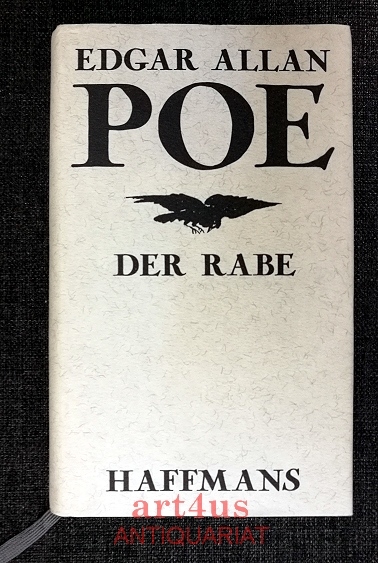 EDGAR ALLAN
POE
DER RABE
HAFFMANS
art4us
ANTIQUARIAT